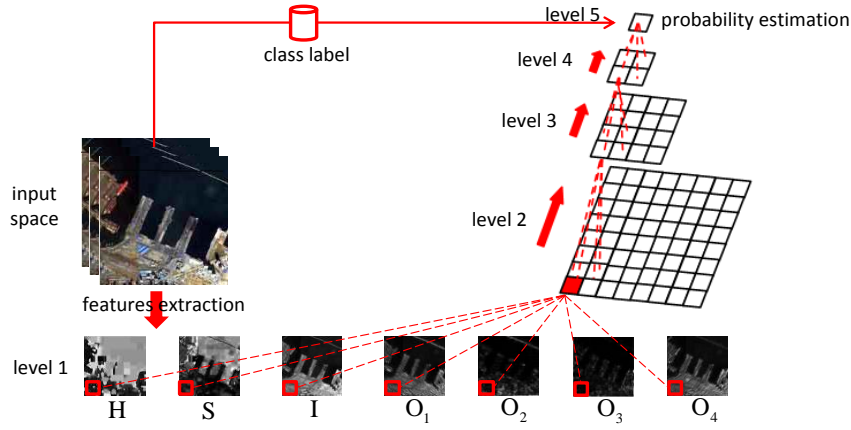 level 5
probability estimation
class label
level 4
level 3
input
space
level 2
features extraction
level 1
H
S
I
O₁
O₂
O₃
O₄